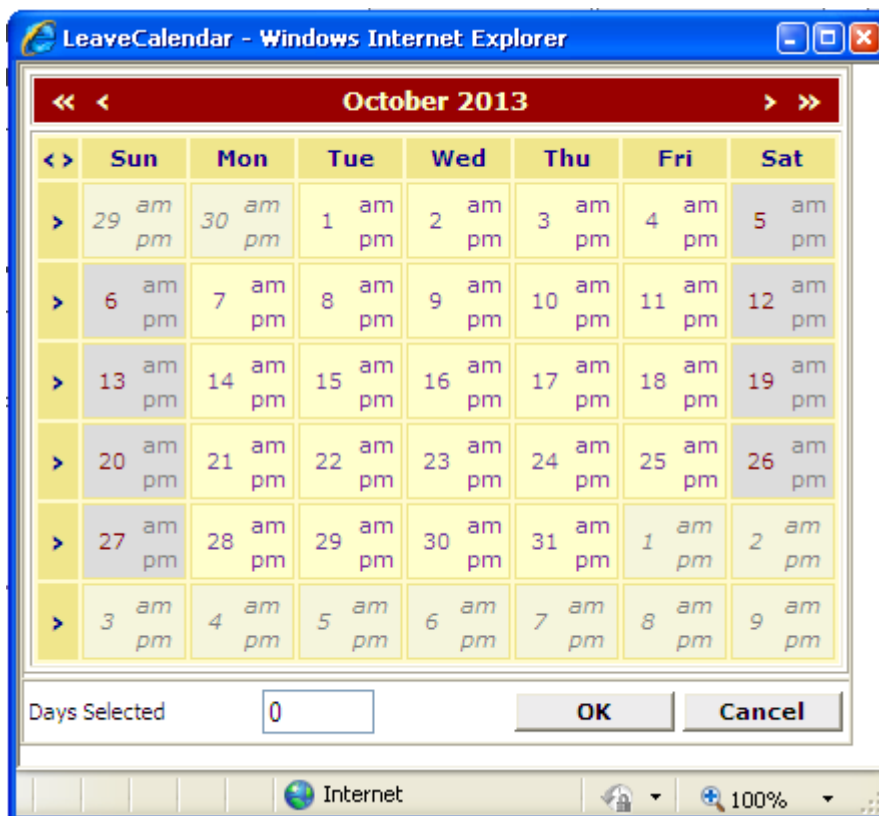 LeaveCalendar - Windows Internet Explorer
« < October 2013 > »
< > Sun Mon Tue Wed Thu Fri Sat
> 29 am pm 30 am pm 1 am pm 2 am pm 3 am pm 4 am pm 5 am pm
> 6 am pm 7 am pm 8 am pm 9 am pm 10 am pm 11 am pm 12 am pm
> 13 am pm 14 am pm 15 am pm 16 am pm 17 am pm 18 am pm 19 am pm
> 20 am pm 21 am pm 22 am pm 23 am pm 24 am pm 25 am pm 26 am pm
> 27 am pm 28 am pm 29 am pm 30 am pm 31 am pm 1 am pm 2 am pm
> 3 am pm 4 am pm 5 am pm 6 am pm 7 am pm 8 am pm 9 am pm
Days Selected 0 OK Cancel
Internet 100%